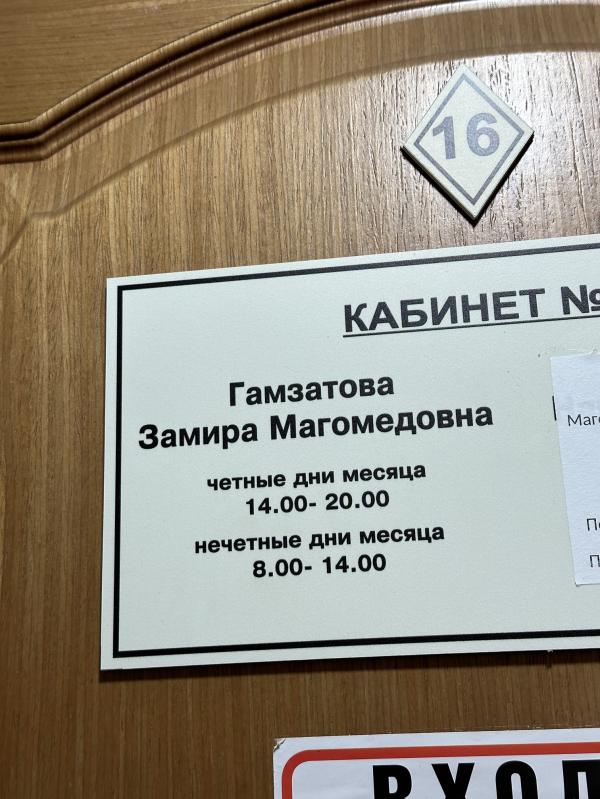 16
КАБИНЕТ №
Гамзатова
Замира Магомедовна
четные дни месяца
14.00- 20.00
нечетные дни месяца
8.00- 14.00